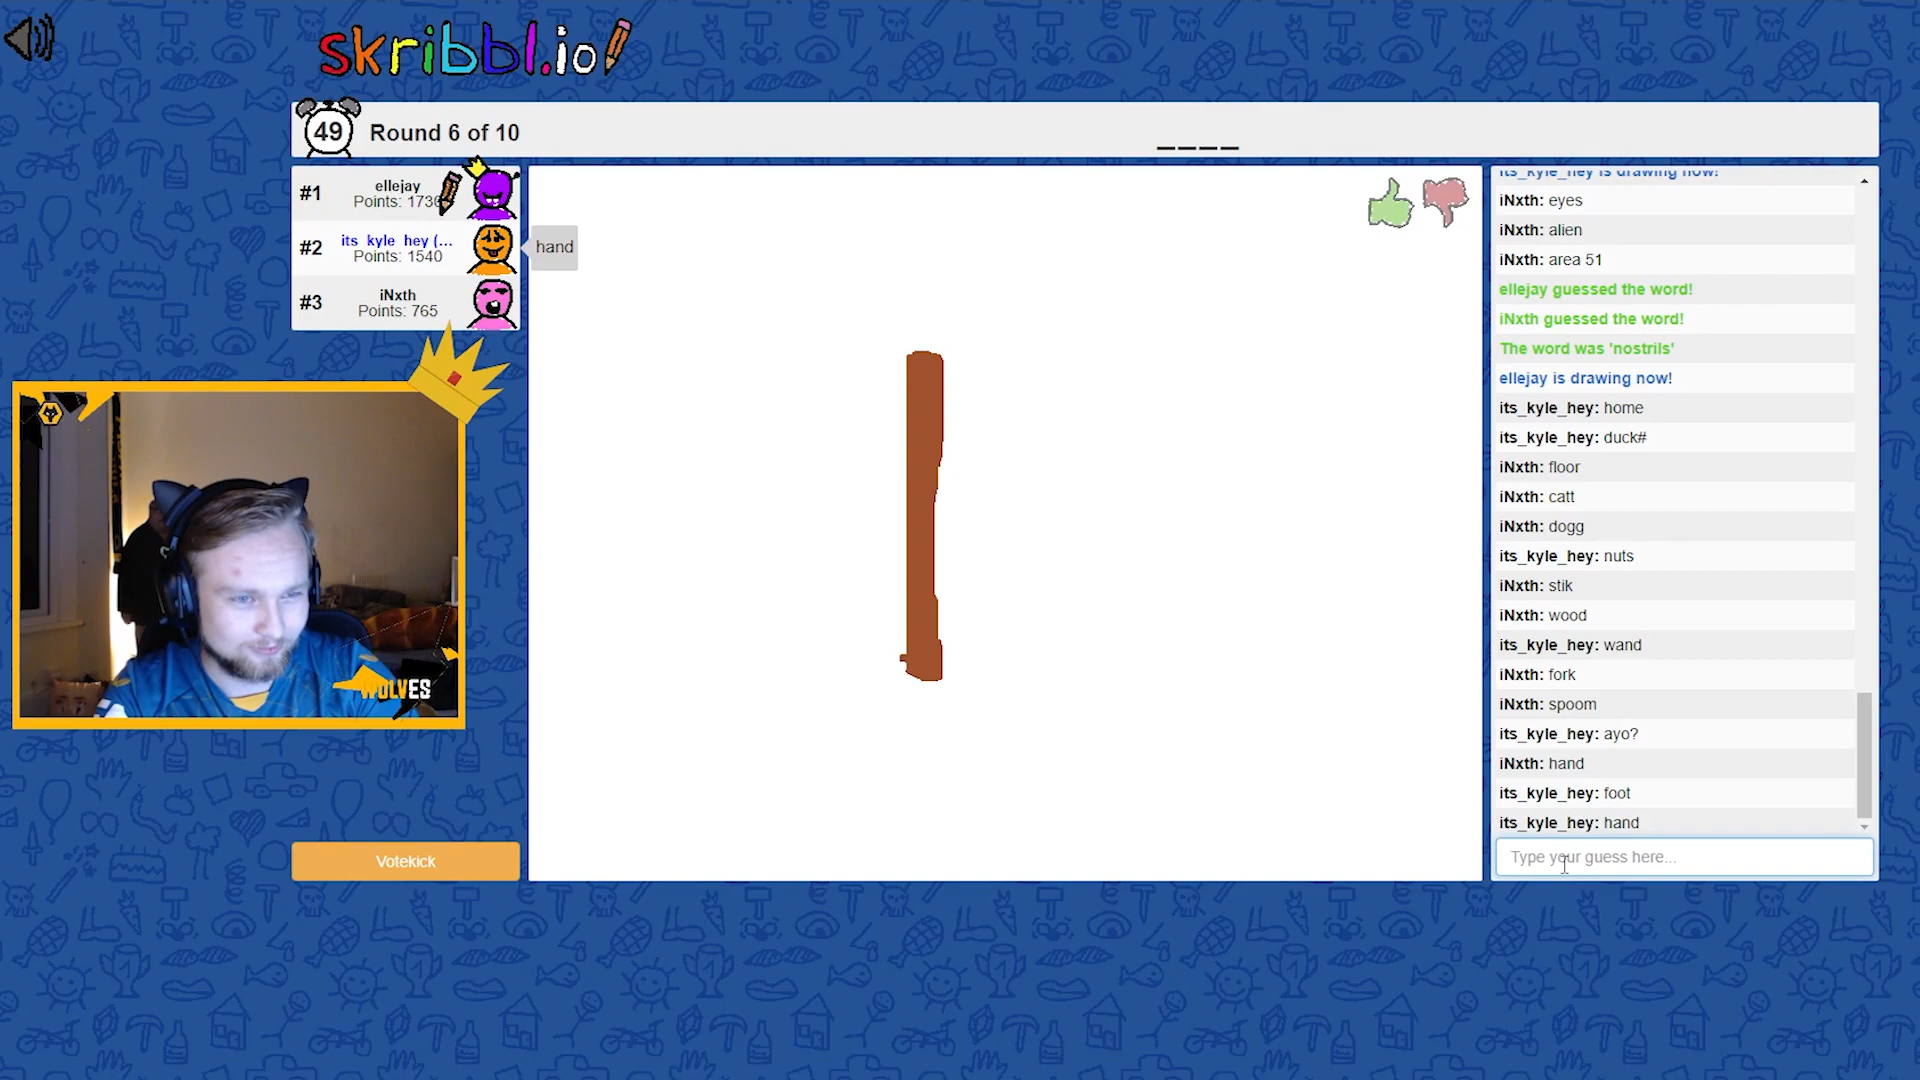 skribbl.io
49
Round 6 of 10
_ _ _ _
#1
ellejay
Points: 1730
#2
its_kyle_hey (...
Points: 1540
hand
#3
iNxth
Points: 765
its_kyle_hey is drawing now!
iNxth: eyes
iNxth: alien
iNxth: area 51
ellejay guessed the word!
iNxth guessed the word!
The word was 'nostrils'
ellejay is drawing now!
its_kyle_hey: home
its_kyle_hey: duck#
iNxth: floor
iNxth: catt
iNxth: dogg
its_kyle_hey: nuts
iNxth: stik
iNxth: wood
its_kyle_hey: wand
iNxth: fork
iNxth: spoom
its_kyle_hey: ayo?
iNxth: hand
its_kyle_hey: foot
its_kyle_hey: hand
Type your guess here...
WOLVES
Votekick